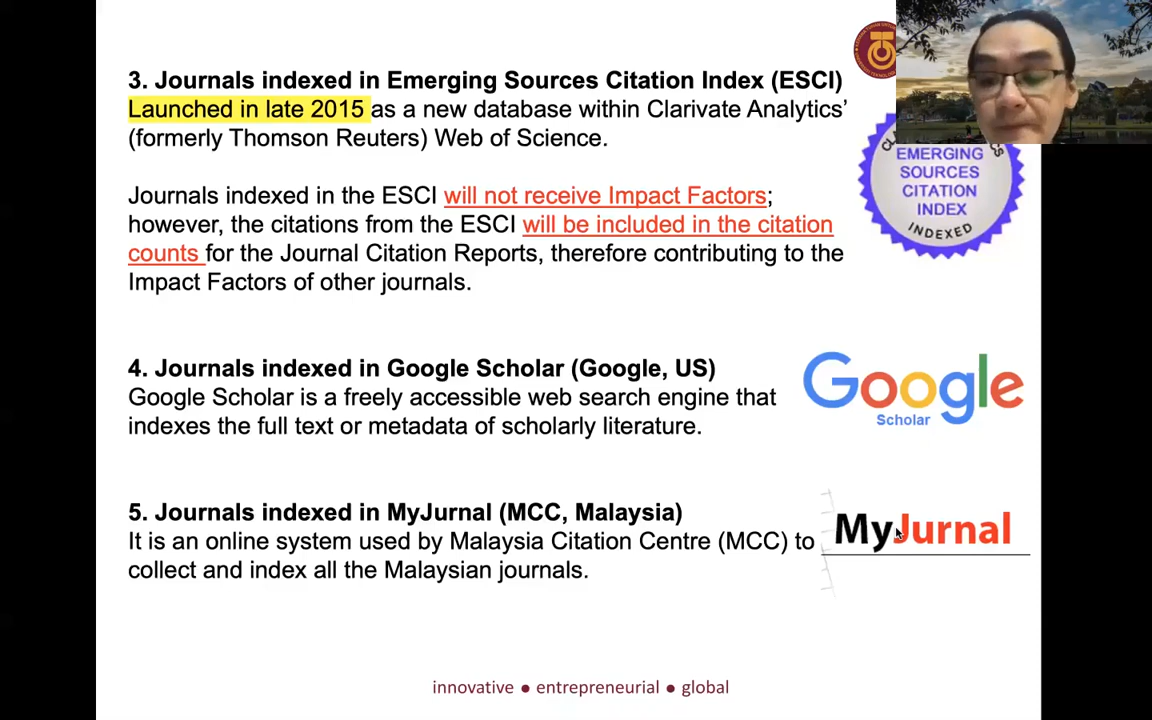 3. Journals indexed in Emerging Sources Citation Index (ESCI)
Launched in late 2015 as a new database within Clarivate Analytics'
(formerly Thomson Reuters) Web of Science.
Journals indexed in the ESCI will not receive Impact Factors;
however, the citations from the ESCI will be included in the citation
counts for the Journal Citation Reports, therefore contributing to the
Impact Factors of other journals.
EMERGING
SOURCES
CITATION
INDEX
INDEXED
4. Journals indexed in Google Scholar (Google, US)
Google Scholar is a freely accessible web search engine that
indexes the full text or metadata of scholarly literature.
Google
Scholar
5. Journals indexed in MyJurnal (MCC, Malaysia)
It is an online system used by Malaysia Citation Centre (MCC) to
collect and index all the Malaysian journals.
MyJurnal
innovative ● entrepreneurial ● global